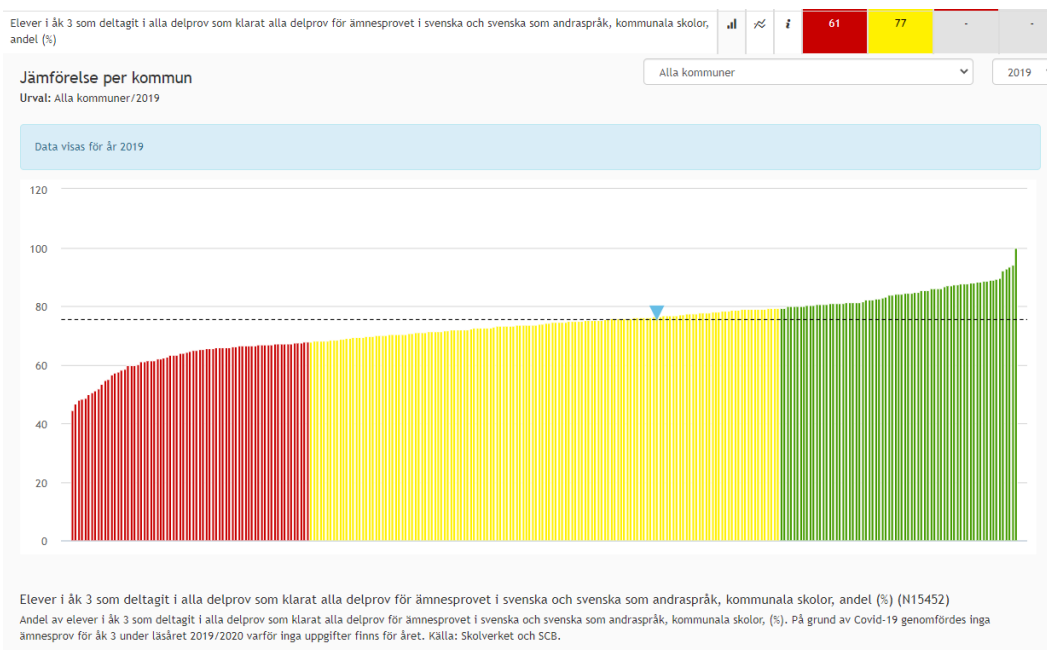 Elever i åk 3 som deltagit i alla delprov som klarat alla delprov för ämnesprovet i svenska och svenska som andraspråk, kommunala skolor,
andel (%)
i
61
77
-
-
Jämförelse per kommun
Alla kommuner
2019
Urval: Alla kommuner/2019
Data visas för år 2019
120
100
80
60
40
20
0
Elever i åk 3 som deltagit i alla delprov som klarat alla delprov för ämnesprovet i svenska och svenska som andraspråk, kommunala skolor, andel (%) (N15452)
Andel av elever i åk 3 som deltagit i alla delprov som klarat alla delprov för ämnesprovet i svenska och svenska som andraspråk, kommunala skolor, (%). På grund av Covid-19 genomfördes inga
ämnesprov för åk 3 under läsåret 2019/2020 varför inga uppgifter finns för året. Källa: Skolverket och SCB.